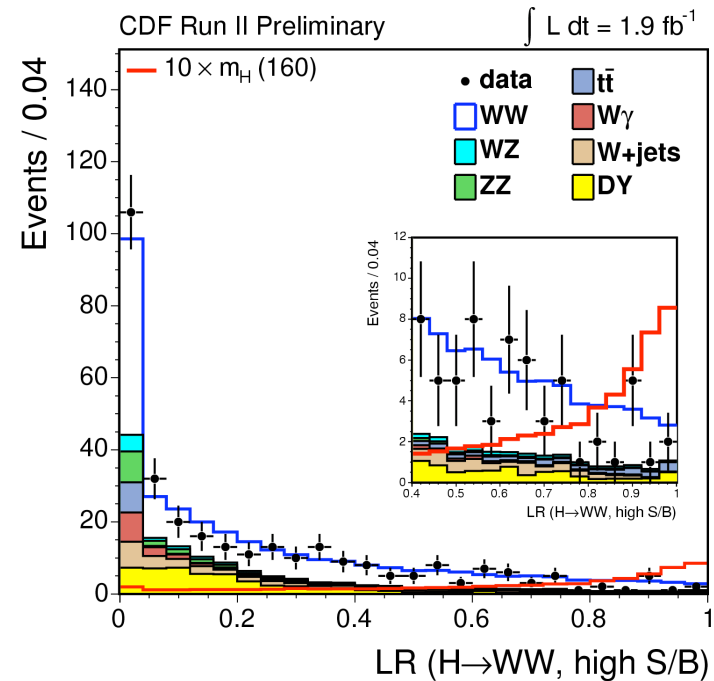 CDF Run II Preliminary
∫ L dt = 1.9 fb⁻¹
10 × m_H (160)
data
WW
WZ
ZZ
tt̄
Wγ
W+jets
DY
Events / 0.04
140
120
100
80
60
40
20
0
0
0.2
0.4
0.6
0.8
1
LR (H→WW, high S/B)
Events / 0.04
12
10
8
6
4
2
0
0.4
0.5
0.6
0.7
0.8
0.9
1
LR (H→WW, high S/B)